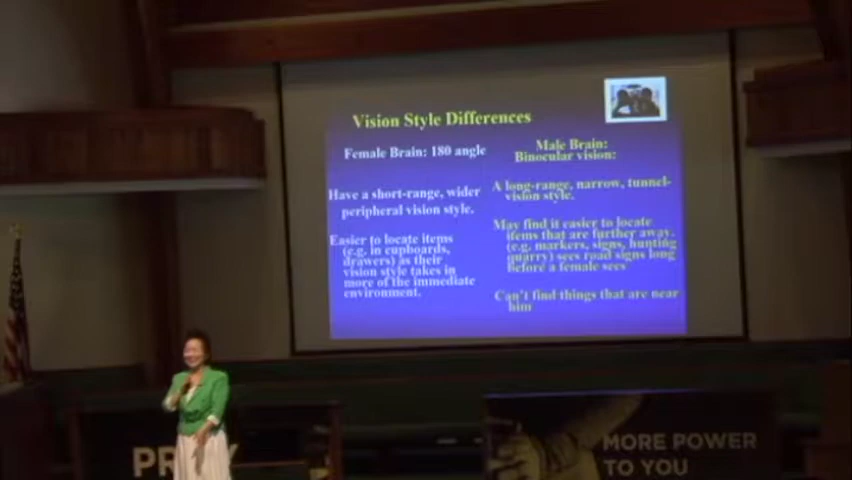 Vision Style Differences
Female Brain: 180 angle
Have a short-range, wider
peripheral vision style.
Easier to locate items
(e.g. in cupboards,
drawers) as their
vision style takes in
more of the immediate
environment.
Male Brain:
Binocular vision:
A long-range, narrow, tunnel-
vision style.
May find it easier to locate
items that are further away.
(e.g. markers, signs, hunting
quarry) sees road signs long
before a female sees
Can't find things that are near
him
MORE POWER
TO YOU